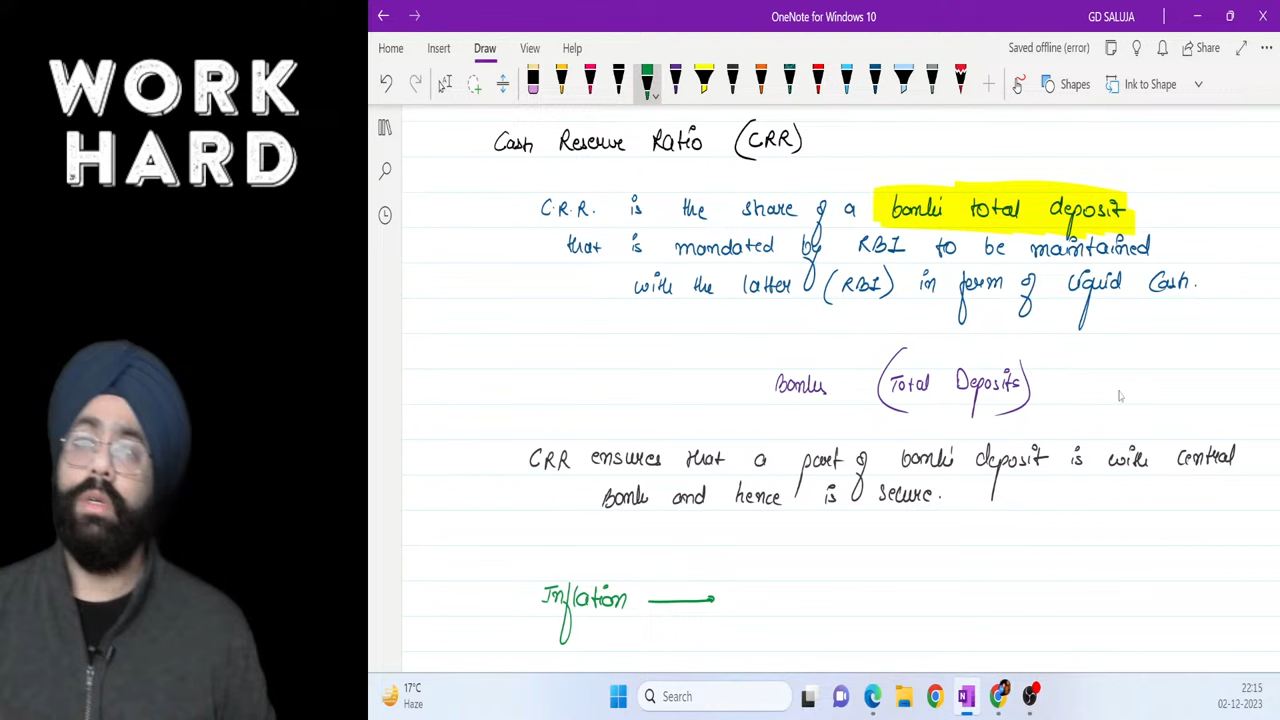 WORK
HARD
OneNote for Windows 10
GD SALUJA
Home Insert Draw View Help
Saved offline (error)
Share
Shapes
Ink to Shape
Cash Reserve Ratio (CRR)
C.R.R. is the share of a bank's total deposit
that is mandated by RBI to be maintained
with the latter (RBI) in form of liquid Cash.
Banks (Total Deposits)
CRR ensures that a part of bank's deposit is with central
Bank and hence is secure.
Inflation →
17°C
Haze
Search
22:15
02-12-2023